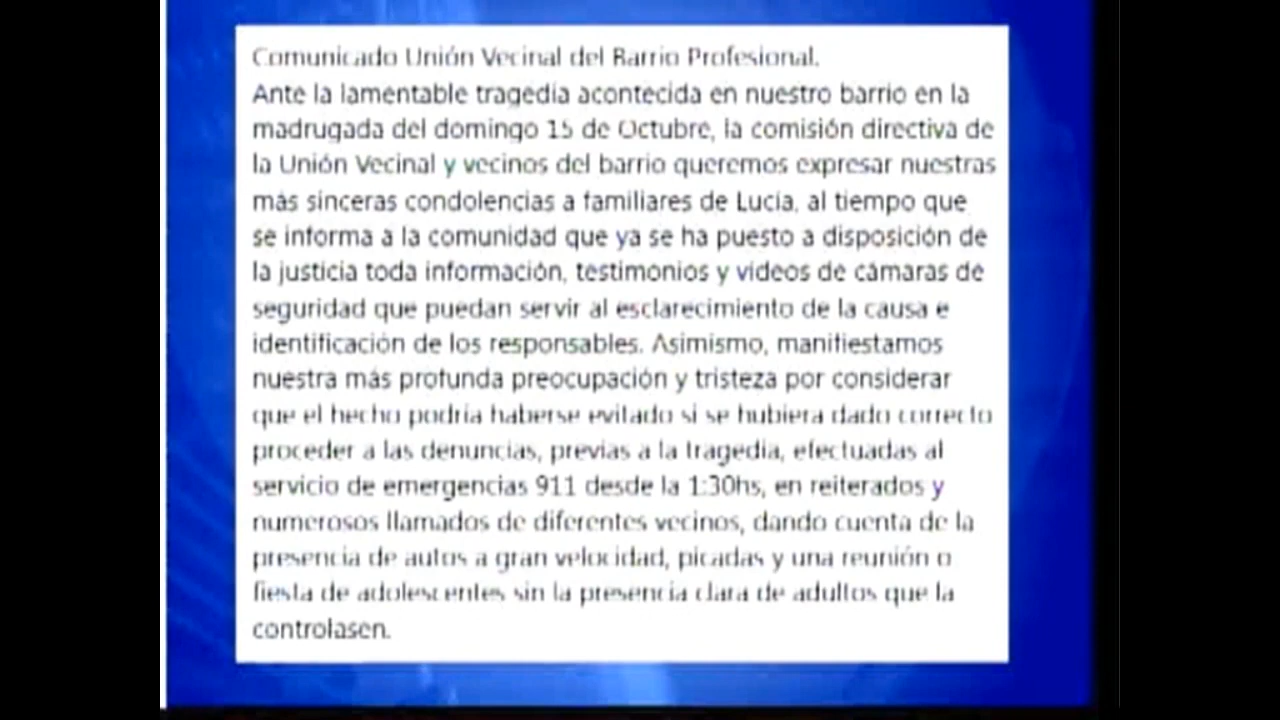 Comunicado Unión Vecinal del Barrio Profesional.
Ante la lamentable tragedia acontecida en nuestro barrio en la
madrugada del domingo 15 de Octubre, la comisión directiva de
la Unión Vecinal y vecinos del barrio queremos expresar nuestras
más sinceras condolencias a familiares de Lucía, al tiempo que
se informa a la comunidad que ya se ha puesto a disposición de
la justicia toda información, testimonios y videos de cámaras de
seguridad que puedan servir al esclarecimiento de la causa e
identificación de los responsables. Asimismo, manifiestamos
nuestra más profunda preocupación y tristeza por considerar
que el hecho podría haberse evitado si se hubiera dado correcto
proceder a las denuncias, previas a la tragedia, efectuadas al
servicio de emergencias 911 desde la 1:30hs, en reiterados y
numerosos llamados de diferentes vecinos, dando cuenta de la
presencia de autos a gran velocidad, picadas y una reunión o
fiesta de adolescentes sin la presencia clara de adultos que la
controlasen.